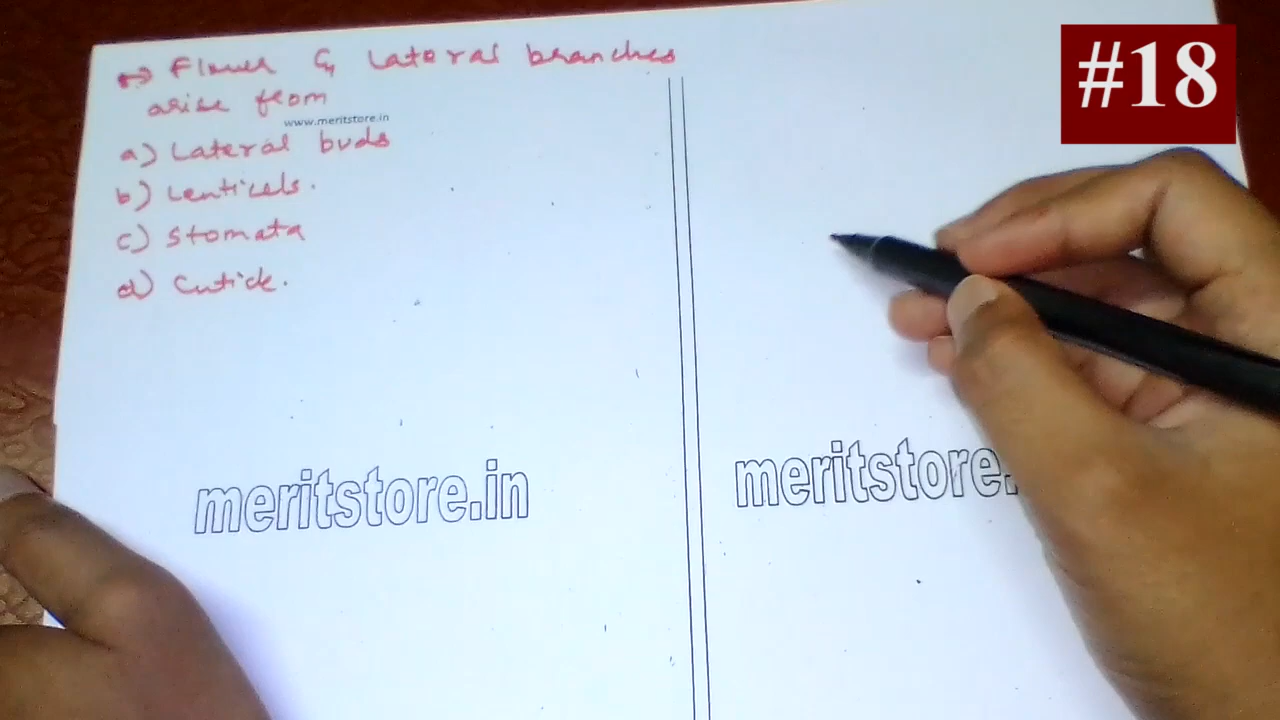 #18
↔ Flower & lateral branches
arise from
www.meritstore.in
a) Lateral buds
b) Lenticels.
c) Stomata
d) Cuticle.
meritstore.in
meritstore.